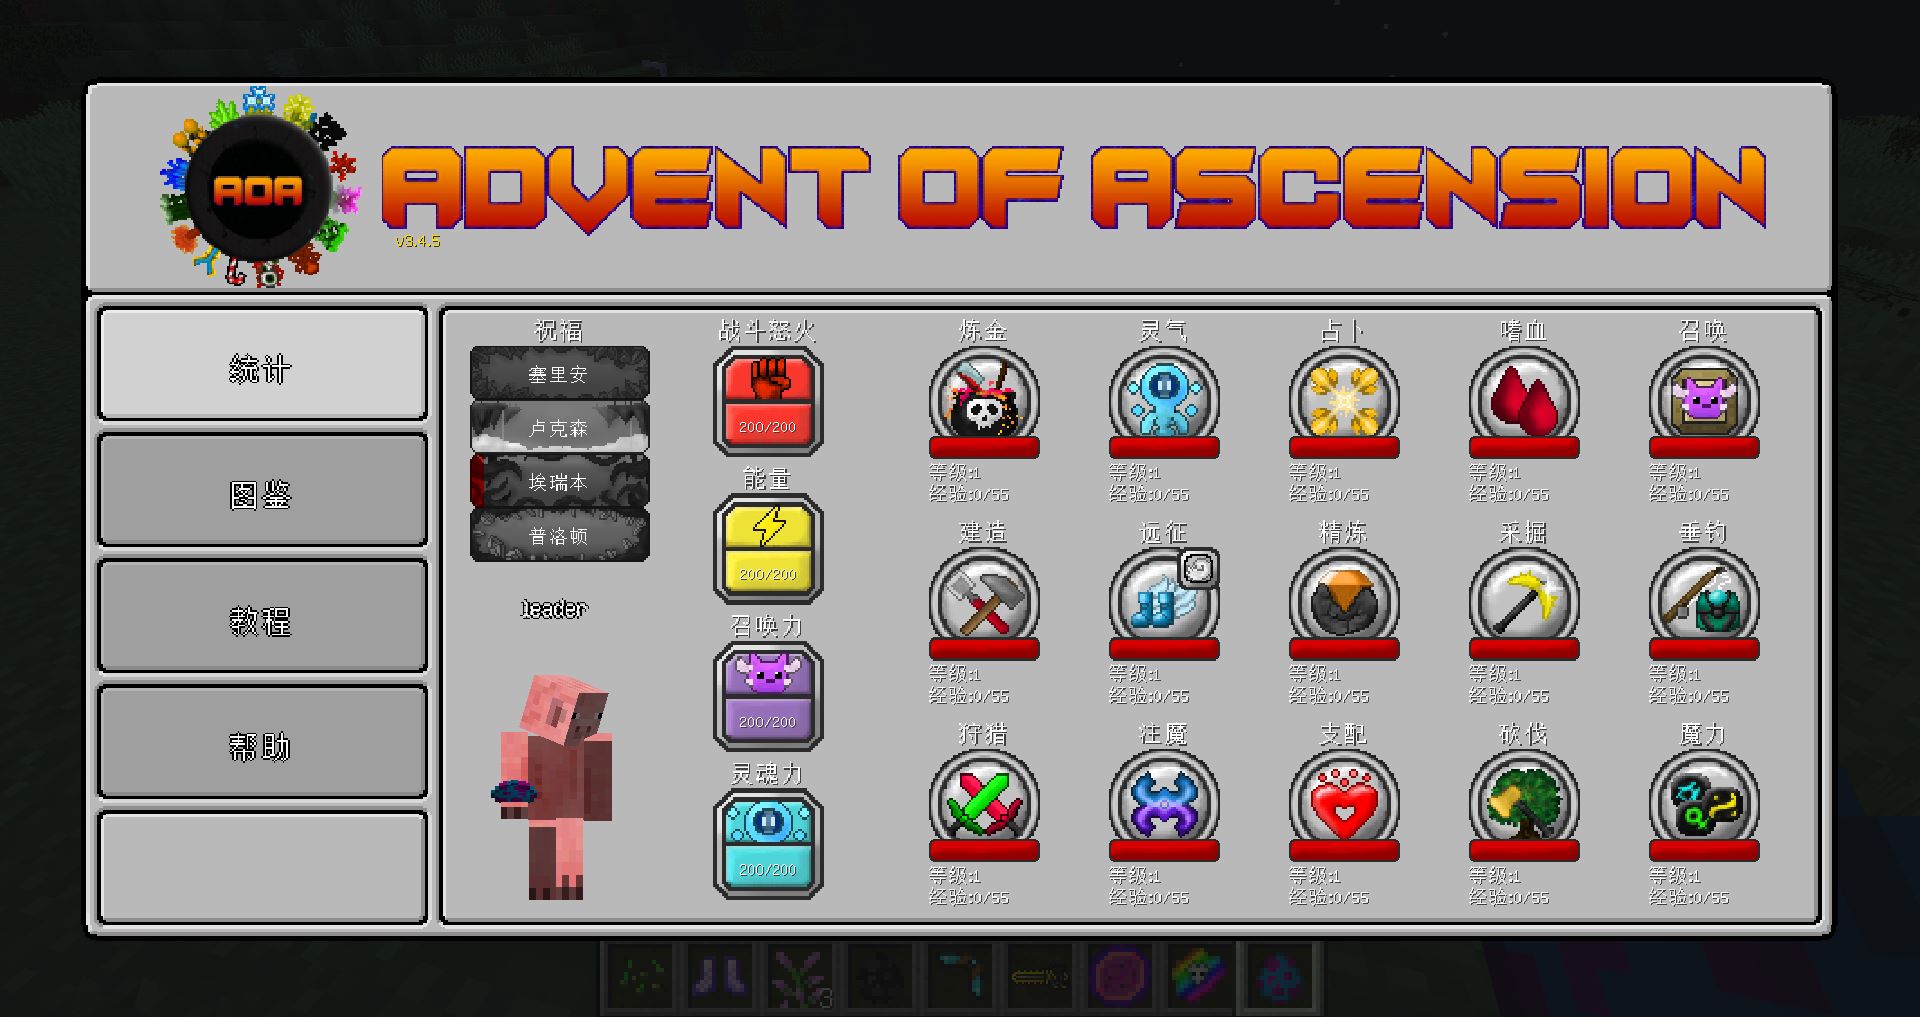 AOA
ADVENT OF ASCENSION
v3.4.5
统计
图鉴
教程
帮助
祝福
塞里安
卢克森
埃瑞本
普洛顿
leader
战斗怒火
200/200
能量
200/200
召唤力
200/200
灵魂力
200/200
炼金
灵气
占卜
嗜血
召唤
等级:1
经验:0/55
等级:1
经验:0/55
等级:1
经验:0/55
等级:1
经验:0/55
等级:1
经验:0/55
建造
远征
精炼
采掘
垂钓
等级:1
经验:0/55
等级:1
经验:0/55
等级:1
经验:0/55
等级:1
经验:0/55
等级:1
经验:0/55
狩猎
注魔
支配
砍伐
魔力
等级:1
经验:0/55
等级:1
经验:0/55
等级:1
经验:0/55
等级:1
经验:0/55
等级:1
经验:0/55
3